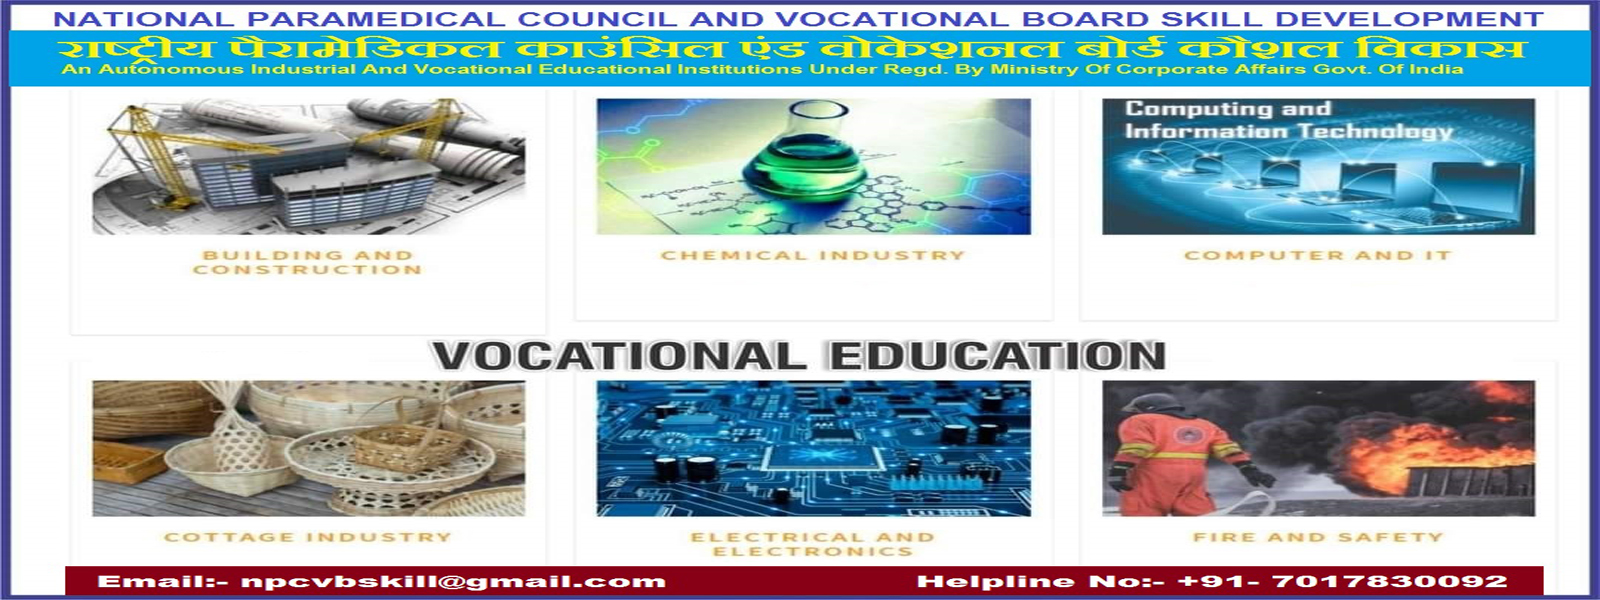 NATIONAL PARAMEDICAL COUNCIL AND VOCATIONAL BOARD SKILL DEVELOPMENT
राष्ट्रीय पैरामेडिकल काउंसिल एंड वोकेशनल बोर्ड कौशल विकास
An Autonomous Industrial And Vocational Educational Institutions Under Regd. By Ministry Of Corporate Affairs Govt. Of India
Computing and
Information Technology
BUILDING AND
CONSTRUCTION
CHEMICAL INDUSTRY
COMPUTER AND IT
VOCATIONAL EDUCATION
COTTAGE INDUSTRY
ELECTRICAL AND
ELECTRONICS
FIRE AND SAFETY
Email:- npcvbskill@gmail.com
Helpline No:- +91- 7017830092